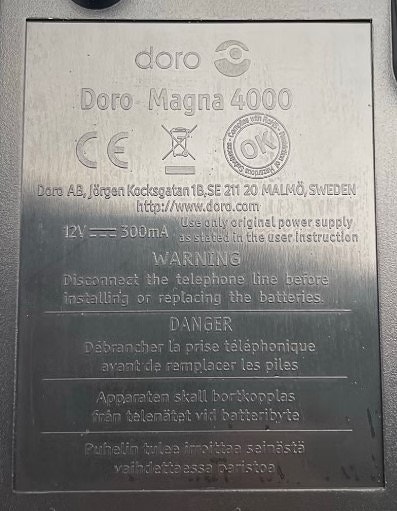 doro
Doro Magna 4000
CE
OK
Doro AB, Jörgen Kocksgatan 1B,SE 211 20 MALMÖ, SWEDEN
http://www.doro.com
12V 300mA
Use only original power supply
as stated in the user instruction
WARNING
Disconnect the telephone line before
installing or replacing the batteries.
DANGER
Débrancher la prise téléphonique
avant de remplacer les piles
Apparaten skall bortkopplas
från telenätet vid batteribyte
Puhelin tulee irroittaa seinästä
vaihdettaessa paristoa